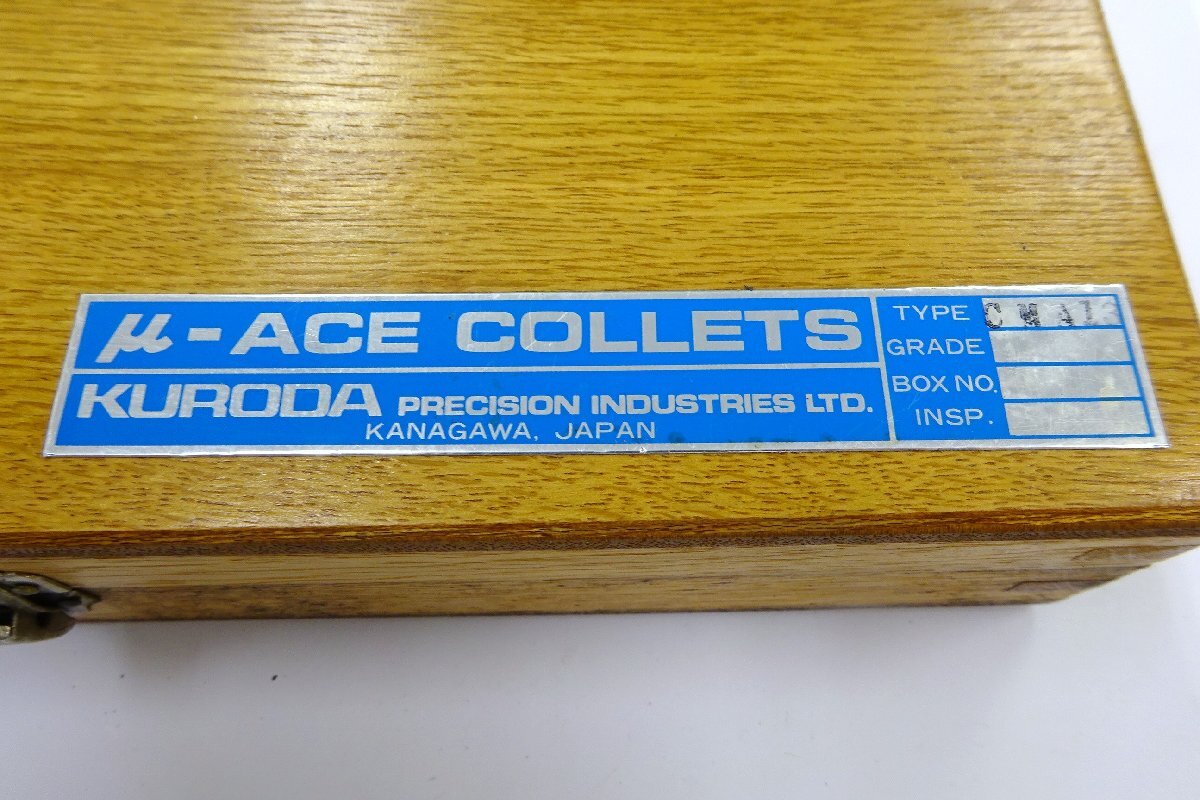 μ-ACE COLLETS
KURODA PRECISION INDUSTRIES LTD.
KANAGAWA, JAPAN
TYPE
GRADE
BOX NO.
INSP.